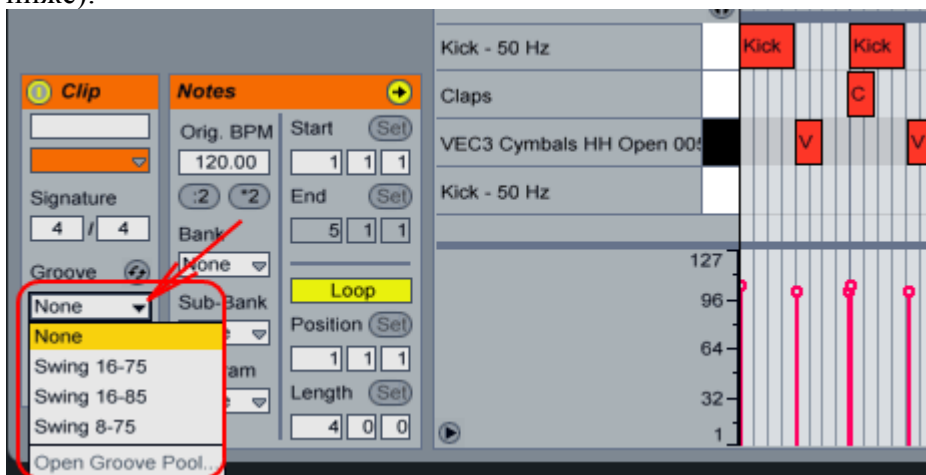 ниже).
Clip
Notes
Orig. BPM
120.00
:2 *2
Signature
4 / 4
Bank
None
Groove
None
None
Swing 16-75
Swing 16-85
Swing 8-75
Open Groove Pool...
Sub-Bank
Start Set
1 1 1
End Set
5 1 1
Loop
Position Set
1 1 1
Length Set
4 0 0
Kick - 50 Hz
Claps
VEC3 Cymbals HH Open 005
Kick - 50 Hz
Kick
Kick
C
V
V
127
96
64
32
1